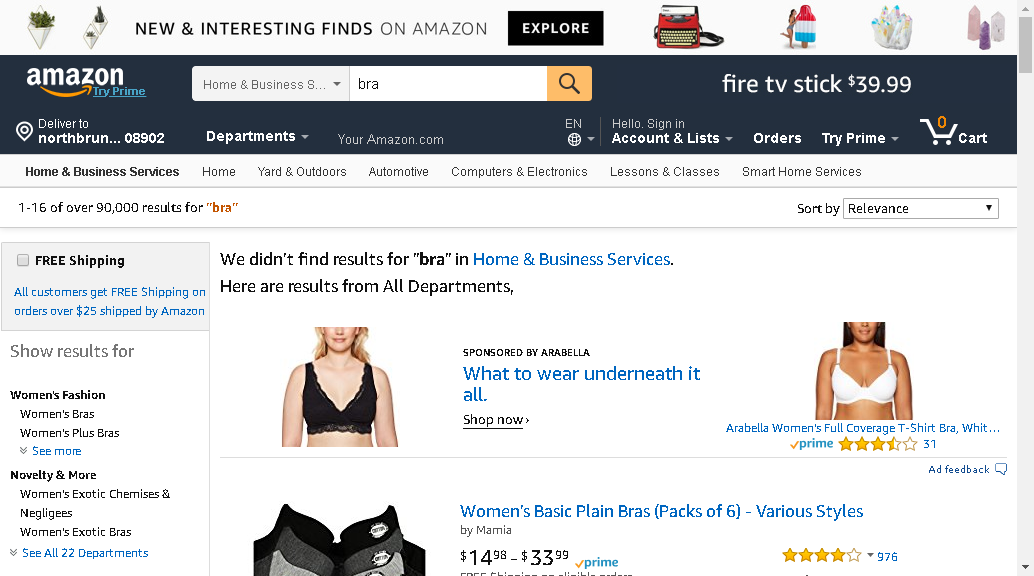 NEW & INTERESTING FINDS ON AMAZON
EXPLORE
amazon
Try Prime
Home & Business S...
bra
fire tv stick $39.99
Deliver to
northbrun... 08902
Departments
Your Amazon.com
EN
Hello. Sign in
Account & Lists
Orders
Try Prime
0
Cart
Home & Business Services
Home
Yard & Outdoors
Automotive
Computers & Electronics
Lessons & Classes
Smart Home Services
1-16 of over 90,000 results for "bra"
Sort by
Relevance
FREE Shipping
All customers get FREE Shipping on
orders over $25 shipped by Amazon
Show results for
Women's Fashion
Women's Bras
Women's Plus Bras
See more
Novelty & More
Women's Exotic Chemises &
Negligees
Women's Exotic Bras
See All 22 Departments
We didn't find results for "bra" in Home & Business Services.
Here are results from All Departments,
SPONSORED BY ARABELLA
What to wear underneath it
all.
Shop now ›
Arabella Women's Full Coverage T-Shirt Bra, Whit...
prime
31
Ad feedback
Women's Basic Plain Bras (Packs of 6) - Various Styles
by Mamia
$14.98 - $33.99 prime
976
FREE Shipping on eligible orders